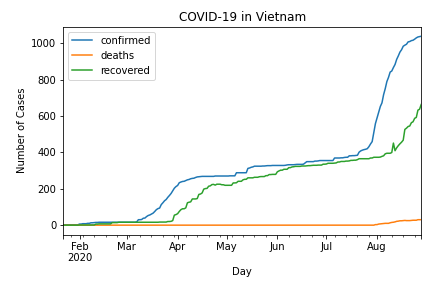 COVID-19 in Vietnam
confirmed
deaths
recovered
Number of Cases
1000
800
600
400
200
0
Feb Mar Apr May Jun Jul Aug
2020
Day